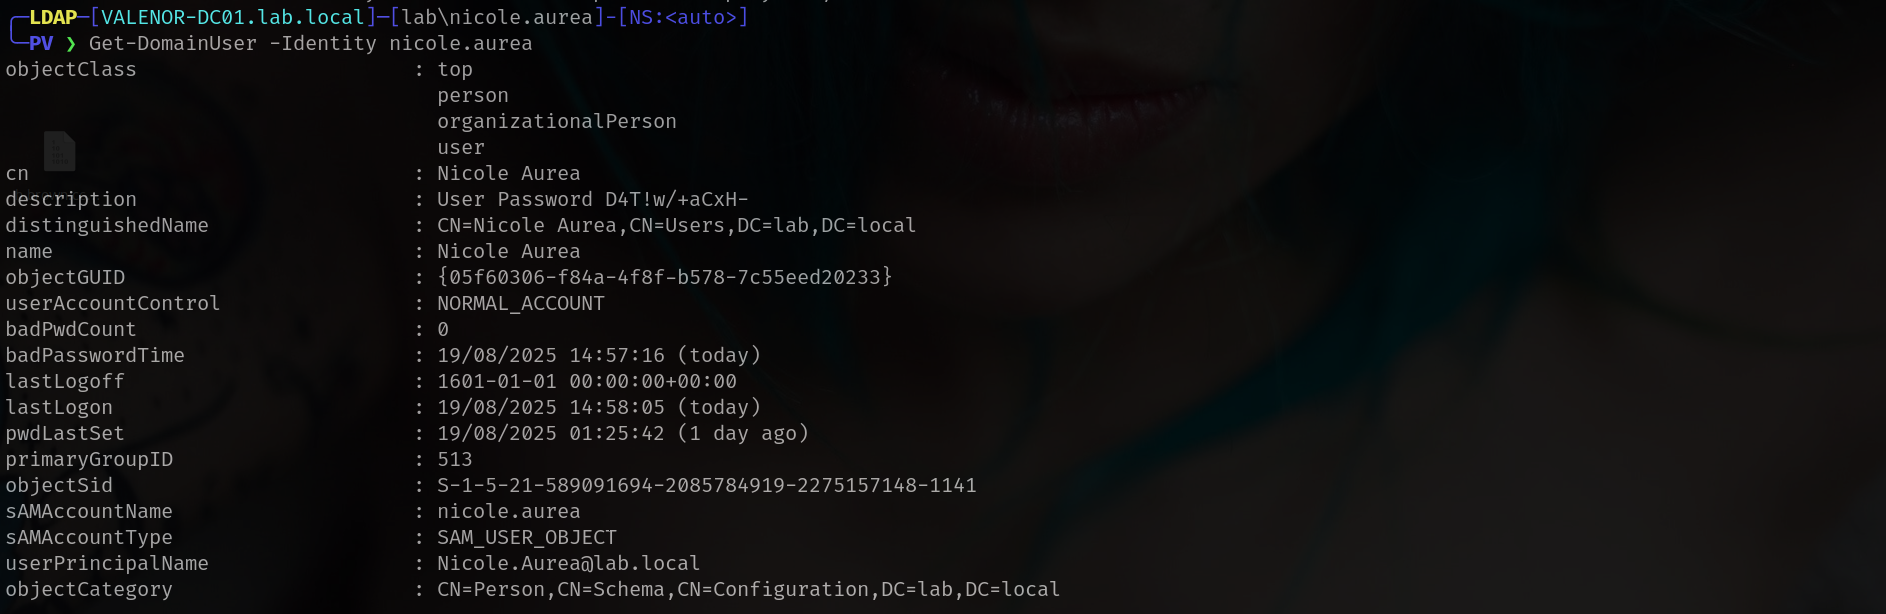 ╭─LDAP─[VALENOR-DC01.lab.local]─[lab\nicole.aurea]-[NS:<auto>]
╰─PV ❯ Get-DomainUser -Identity nicole.aurea
objectClass : top
person
organizationalPerson
user
cn : Nicole Aurea
description : User Password D4T!w/+aCxH-
distinguishedName : CN=Nicole Aurea,CN=Users,DC=lab,DC=local
name : Nicole Aurea
objectGUID : {05f60306-f84a-4f8f-b578-7c55eed20233}
userAccountControl : NORMAL_ACCOUNT
badPwdCount : 0
badPasswordTime : 19/08/2025 14:57:16 (today)
lastLogoff : 1601-01-01 00:00:00+00:00
lastLogon : 19/08/2025 14:58:05 (today)
pwdLastSet : 19/08/2025 01:25:42 (1 day ago)
primaryGroupID : 513
objectSid : S-1-5-21-589091694-2085784919-2275157148-1141
sAMAccountName : nicole.aurea
sAMAccountType : SAM_USER_OBJECT
userPrincipalName : Nicole.Aurea@lab.local
objectCategory : CN=Person,CN=Schema,CN=Configuration,DC=lab,DC=local